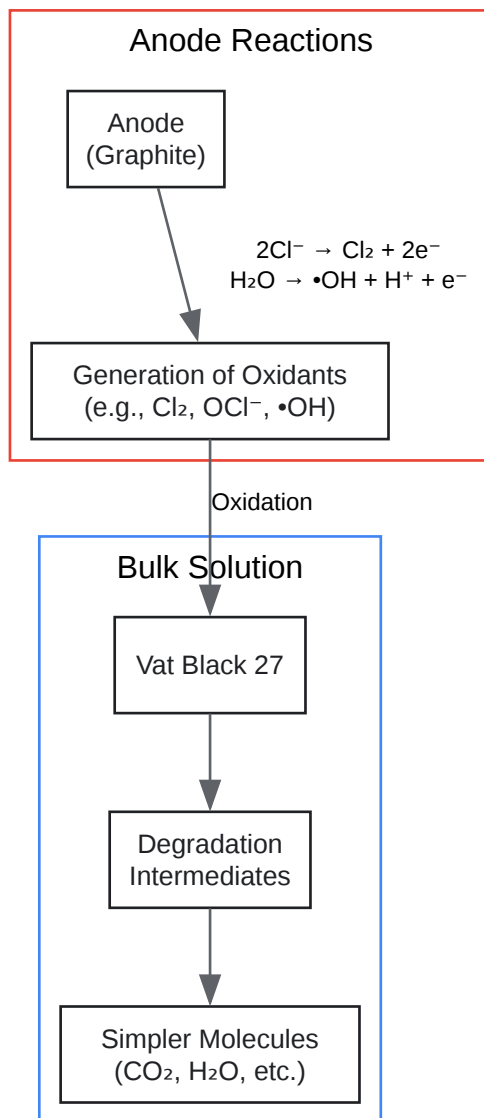 Anode Reactions
Anode
(Graphite)
2Cl⁻ → Cl₂ + 2e⁻
H₂O → •OH + H⁺ + e⁻
Generation of Oxidants
(e.g., Cl₂, OCl⁻, •OH)
Oxidation
Bulk Solution
Vat Black 27
Degradation
Intermediates
Simpler Molecules
(CO₂, H₂O, etc.)